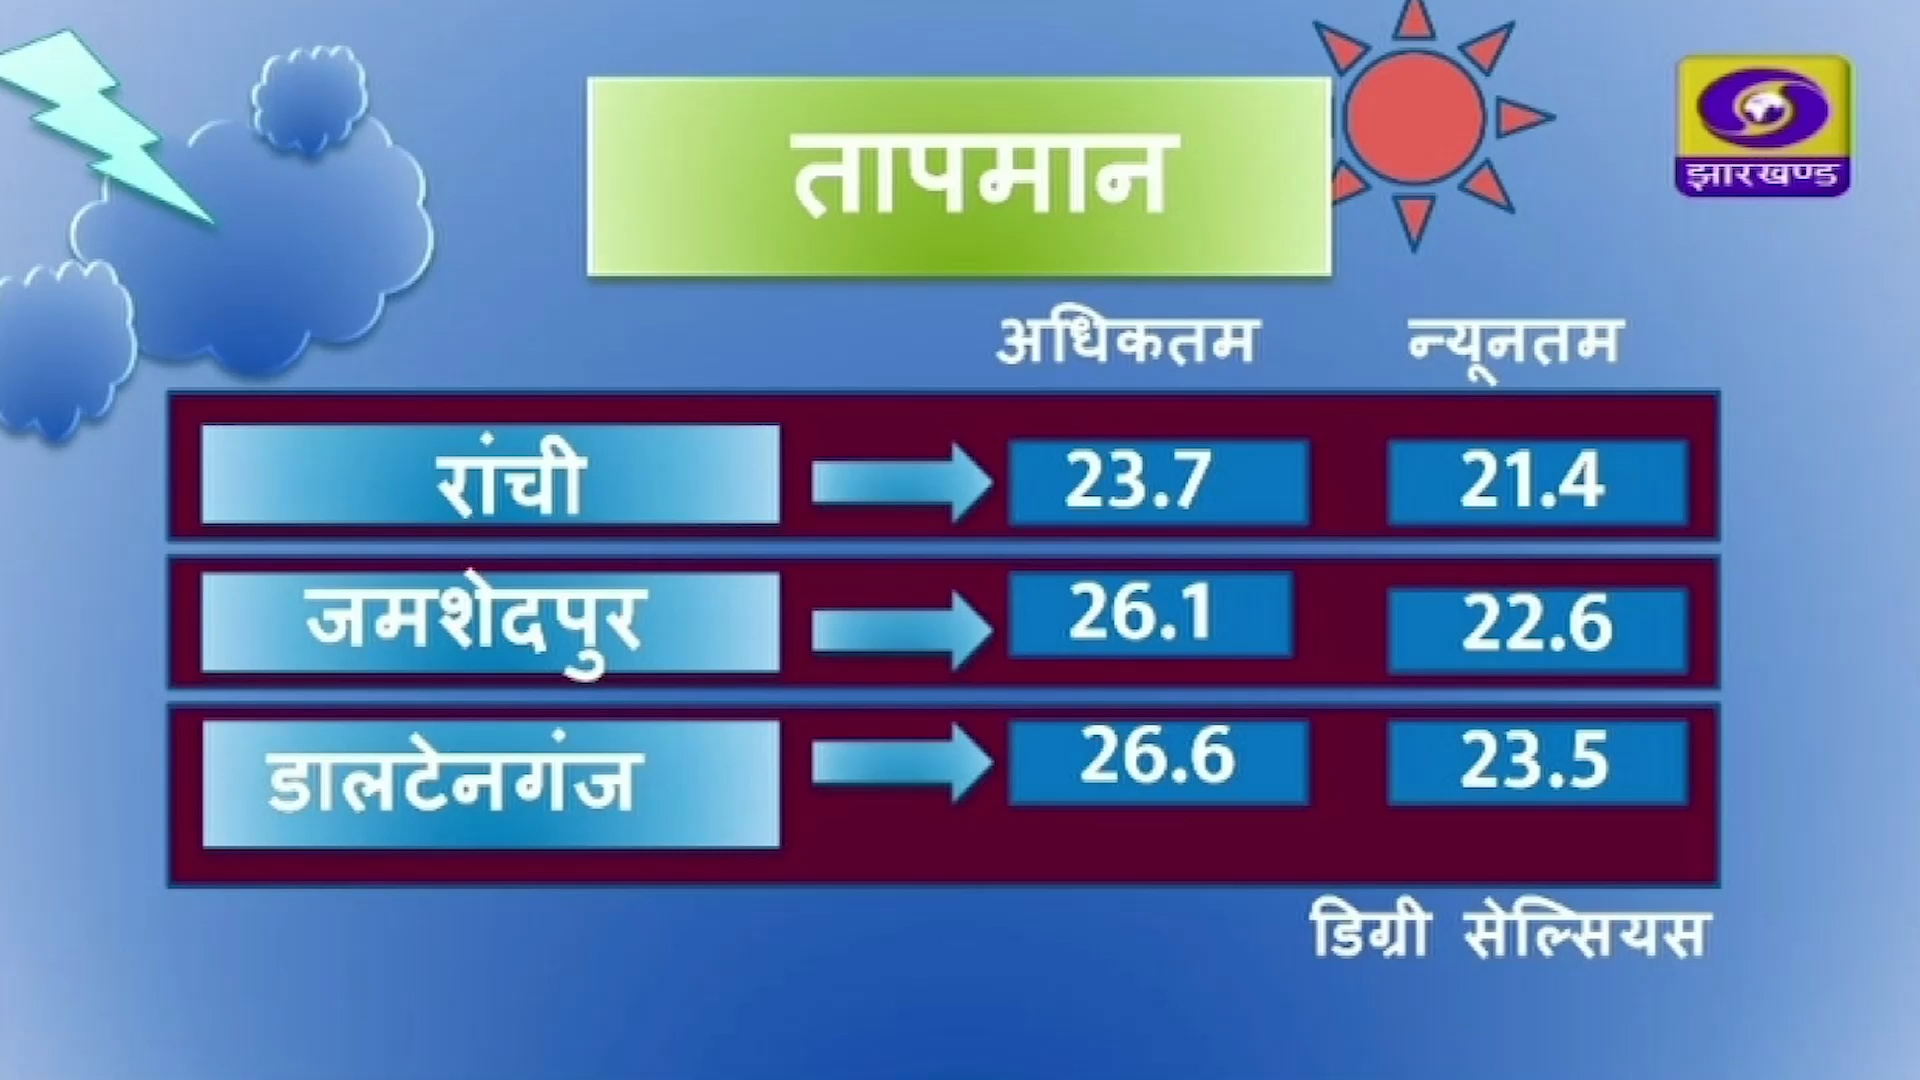 तापमान
झारखण्ड
अधिकतम न्यूनतम
रांची 23.7 21.4
जमशेदपुर 26.1 22.6
डालटेनगंज 26.6 23.5
डिग्री सेल्सियस